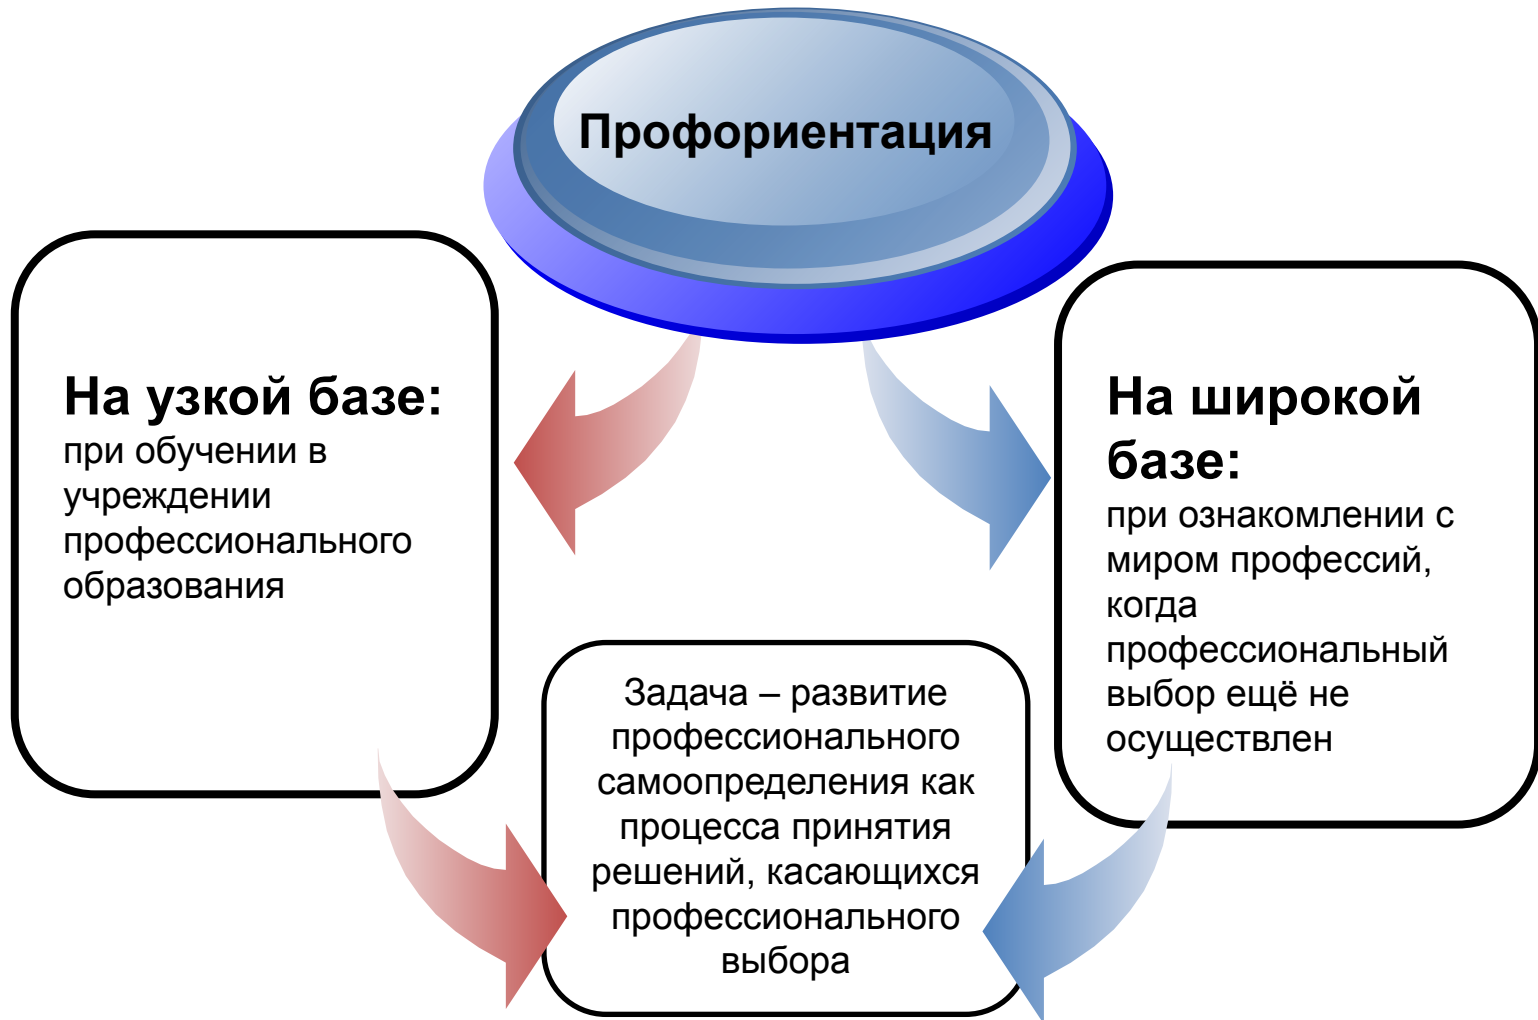 Профориентация
На узкой базе:
при обучении в
учреждении
профессионального
образования
На широкой
базе:
при ознакомлении с
миром профессий,
когда
профессиональный
выбор ещё не
осуществлен
Задача – развитие
профессионального
самоопределения как
процесса принятия
решений, касающихся
профессионального
выбора